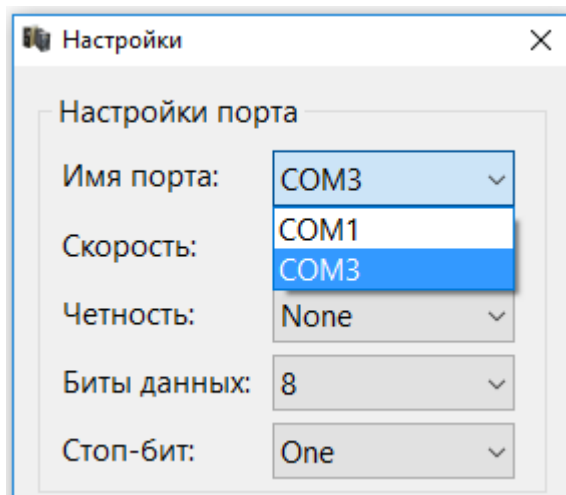 Настройки
Настройки порта
Имя порта: COM3
COM1
Скорость:
COM3
Четность: None
Биты данных: 8
Стоп-бит: One